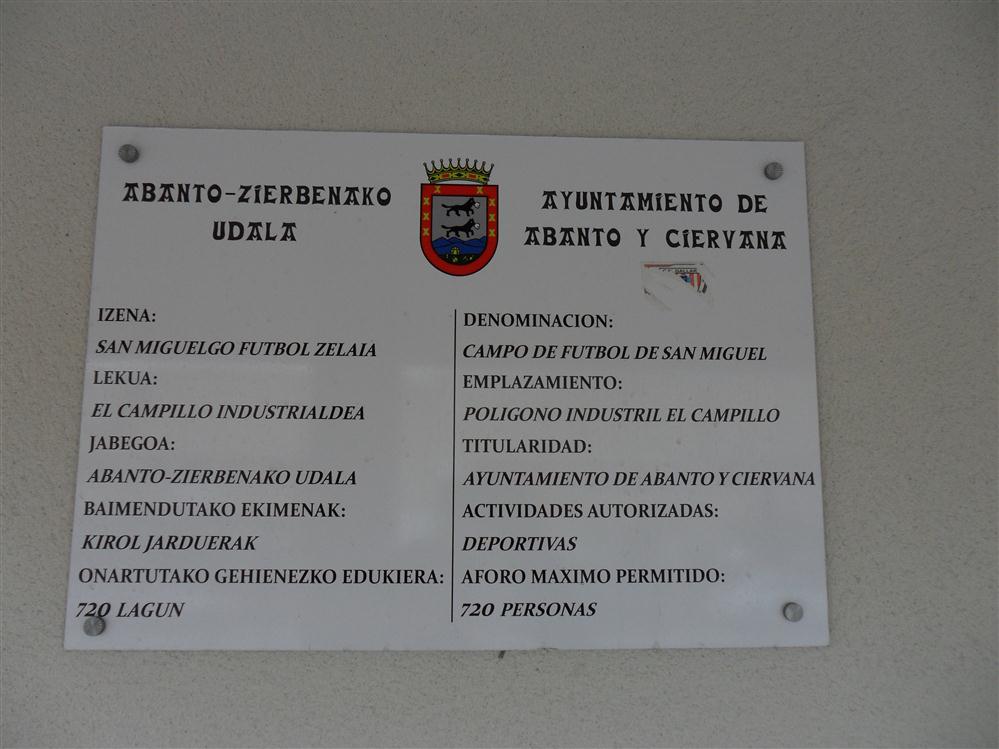 ABANTO-ZIERBENAKO
UDALA
AYUNTAMIENTO DE
ABANTO Y CIERVANA
IZENA:
SAN MIGUELGO FUTBOL ZELAIA
LEKUA:
EL CAMPILLO INDUSTRIALDEA
JABEGOA:
ABANTO-ZIERBENAKO UDALA
BAIMENDUTAKO EKIMENAK:
KIROL JARDUERAK
ONARTUTAKO GEHIENEZKO EDUKIERA:
720 LAGUN
DENOMINACION:
CAMPO DE FUTBOL DE SAN MIGUEL
EMPLAZAMIENTO:
POLIGONO INDUSTRIL EL CAMPILLO
TITULARIDAD:
AYUNTAMIENTO DE ABANTO Y CIERVANA
ACTIVIDADES AUTORIZADAS:
DEPORTIVAS
AFORO MAXIMO PERMITIDO:
720 PERSONAS